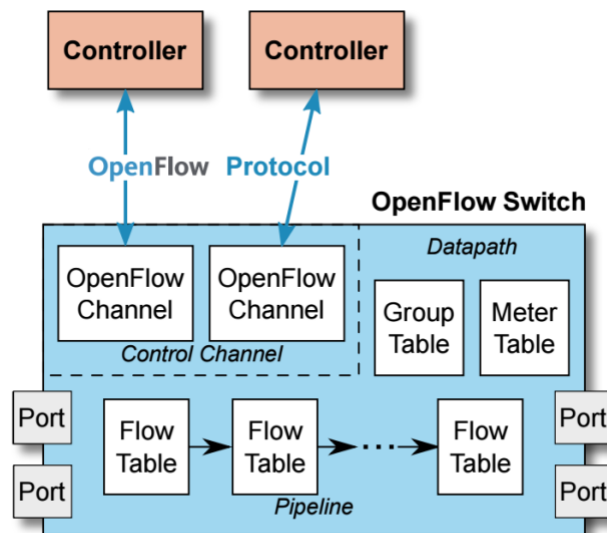 Controller
Controller
OpenFlow Protocol
OpenFlow Switch
Datapath
OpenFlow
Channel
OpenFlow
Channel
Control Channel
Group
Table
Meter
Table
Port
Port
Port
Port
Flow
Table
Flow
Table
...
Flow
Table
Pipeline